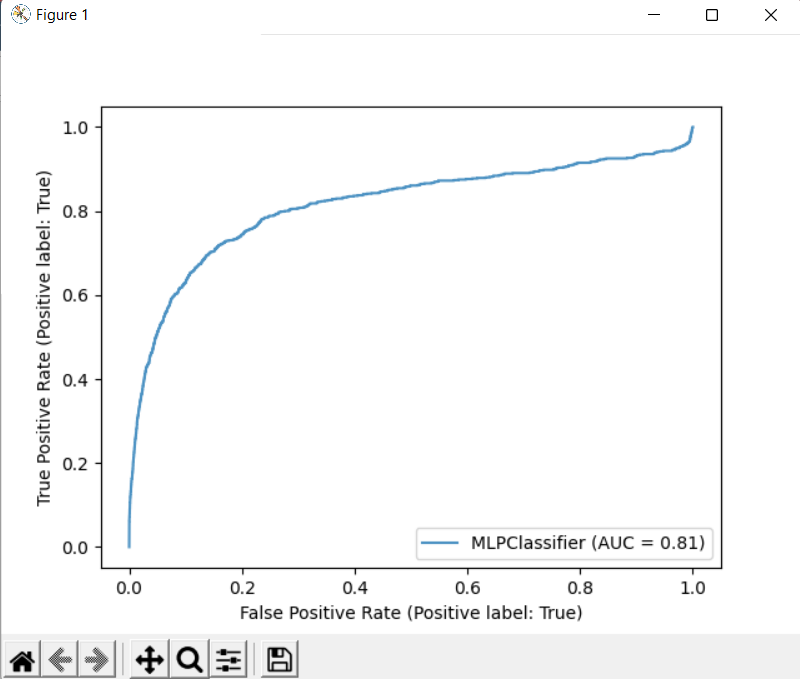 Figure 1
1.0
0.8
0.6
0.4
0.2
0.0
True Positive Rate (Positive label: True)
MLPClassifier (AUC = 0.81)
0.0 0.2 0.4 0.6 0.8 1.0
False Positive Rate (Positive label: True)